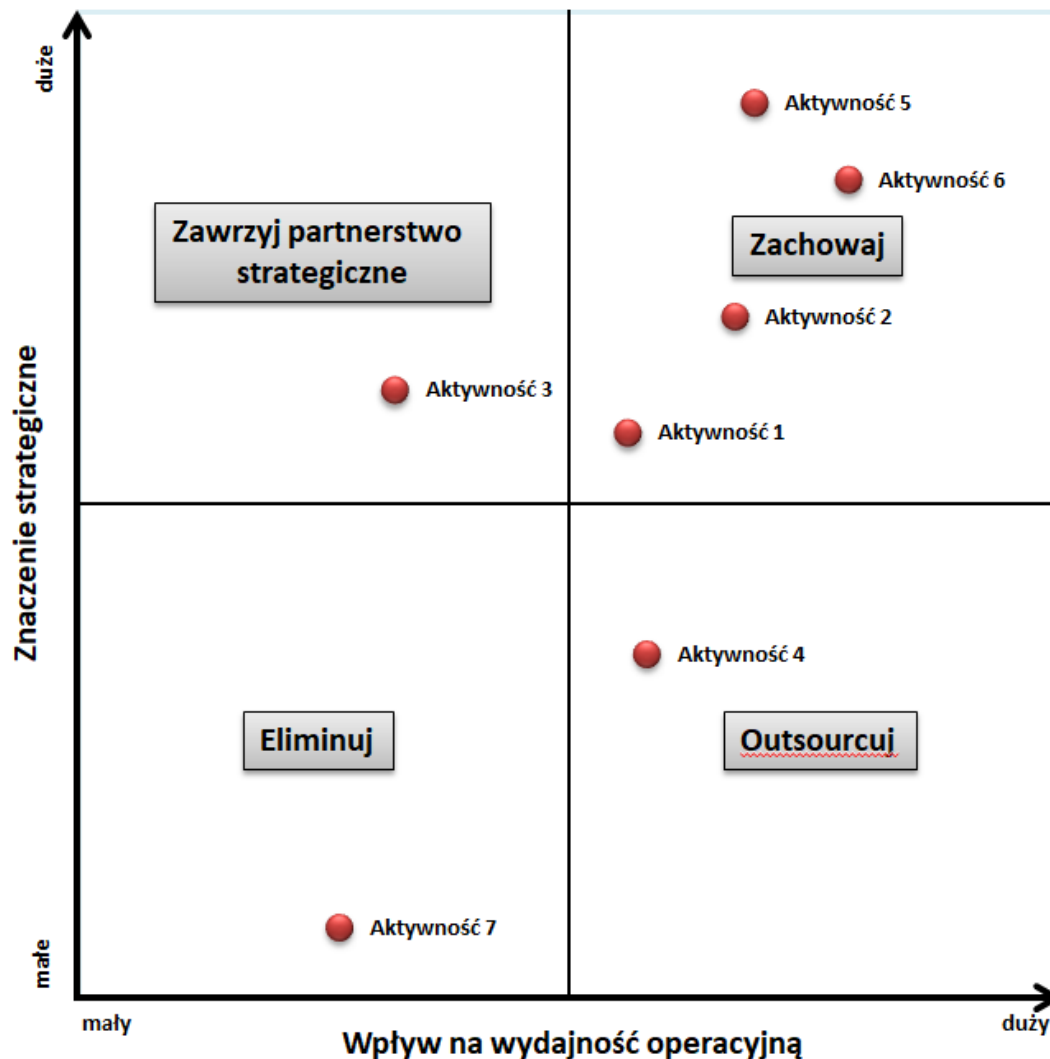 duże
Aktywność 5
Aktywność 6
Zawrzyj partnerstwo
strategiczne
Zachowaj
Aktywność 2
Aktywność 3
Aktywność 1
Znaczenie strategiczne
Aktywność 4
Eliminuj
Outsourcuj
Aktywność 7
małe
mały
duży
Wpływ na wydajność operacyjną